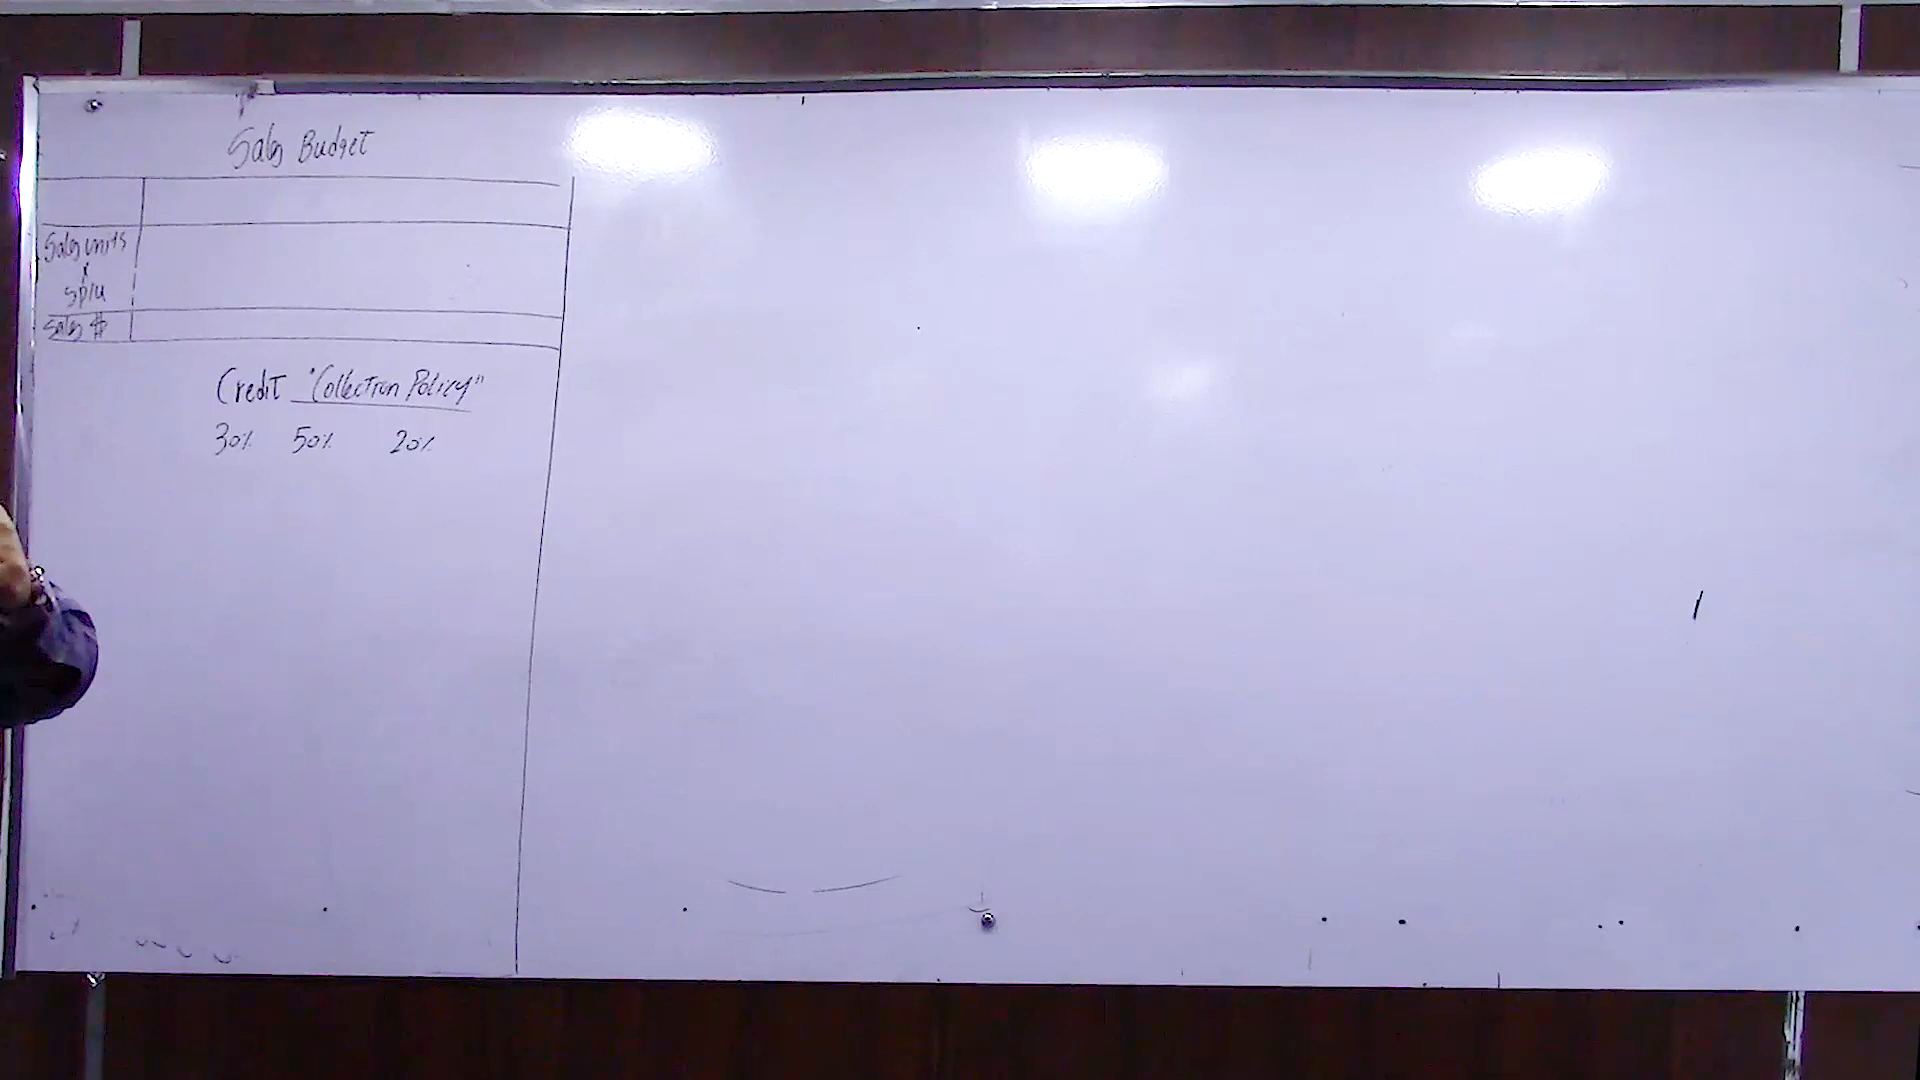 Sales Budget
Sales units
x
SP/u
Sales $
Credit "Collection Policy"
30% 50% 20%